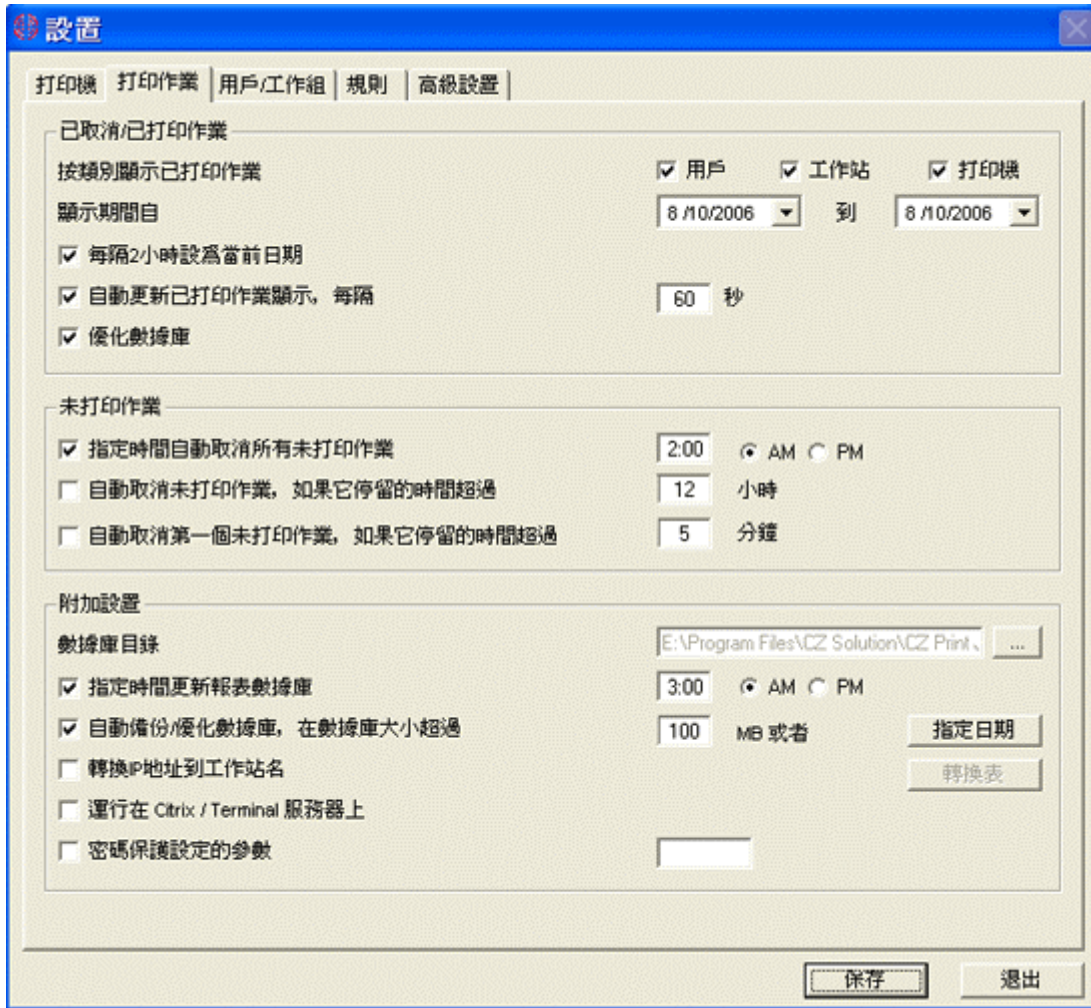 設置
打印機 打印作業 用戶/工作組 規則 高級設置
已取消/已打印作業
按類別顯示已打印作業 用戶 工作站 打印機
顯示期間自 8 /10/2006 到 8 /10/2006
每隔2小時設爲當前日期
自動更新已打印作業顯示, 每隔 60 秒
優化數據庫
未打印作業
指定時間自動取消所有未打印作業 2:00 AM PM
自動取消未打印作業, 如果它停留的時間超過 12 小時
自動取消第一個未打印作業, 如果它停留的時間超過 5 分鐘
附加設置
數據庫目錄 E:\Program Files\CZ Solution\CZ Print ...
指定時間更新報表數據庫 3:00 AM PM
自動備份/優化數據庫, 在數據庫大小超過 100 MB 或者 指定日期
轉換IP地址到工作站名 轉換表
運行在 Citrix / Terminal 服務器上
密碼保護設定的參數
保存 退出